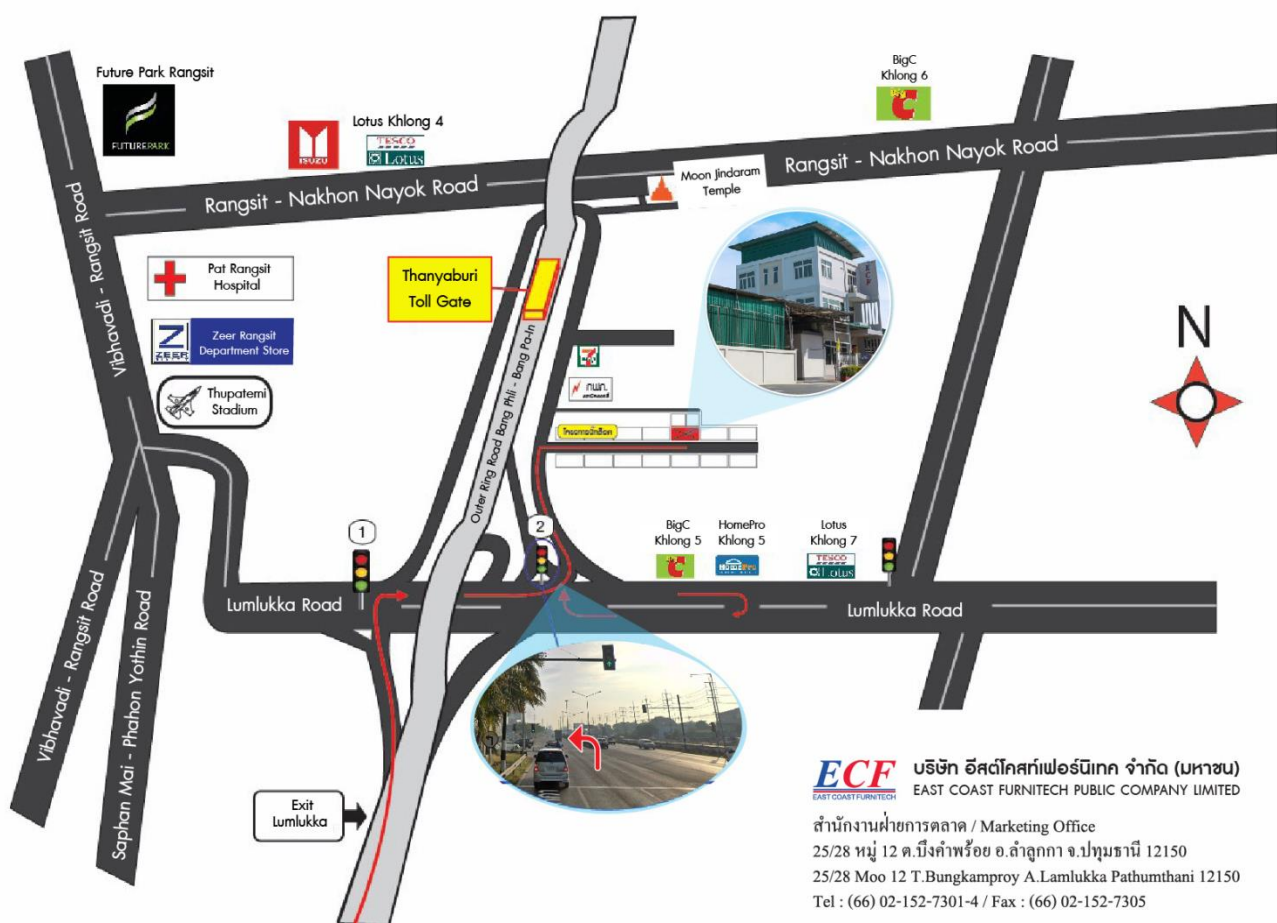 Future Park Rangsit
FUTUREPARK
ISUZU
Lotus Khlong 4
TESCO
Lotus
BigC
Khlong 6
Big
C
Rangsit - Nakhon Nayok Road
Rangsit - Nakhon Nayok Road
Moon Jindaram
Temple
Vibhavadi - Rangsit Road
Pat Rangsit
Hospital
Z
ZEER
Zeer Rangsit
Department Store
Thupatemi
Stadium
Thanyaburi
Toll Gate
Outer Ring Road Bang Phli - Bang Pa-In
7
กฟภ.
N
1
2
BigC
Khlong 5
C
HomePro
Khlong 5
HomePro
Lotus
Khlong 7
TESCO
Lotus
Lumlukka Road
Lumlukka Road
Vibhavadi - Rangsit Road
Saphan Mai - Phahon Yothin Road
Exit
Lumlukka
ECF
EAST COAST FURNITECH
บริษัท อีสต์โคสท์เฟอร์นิเทค จำกัด (มหาชน)
EAST COAST FURNITECH PUBLIC COMPANY LIMITED
สำนักงานฝ่ายการตลาด / Marketing Office
25/28 หมู่ 12 ต.บึงคำพร้อย อ.ลำลูกกา จ.ปทุมธานี 12150
25/28 Moo 12 T.Bungkamproy A.Lamlukka Pathumthani 12150
Tel : (66) 02-152-7301-4 / Fax : (66) 02-152-7305